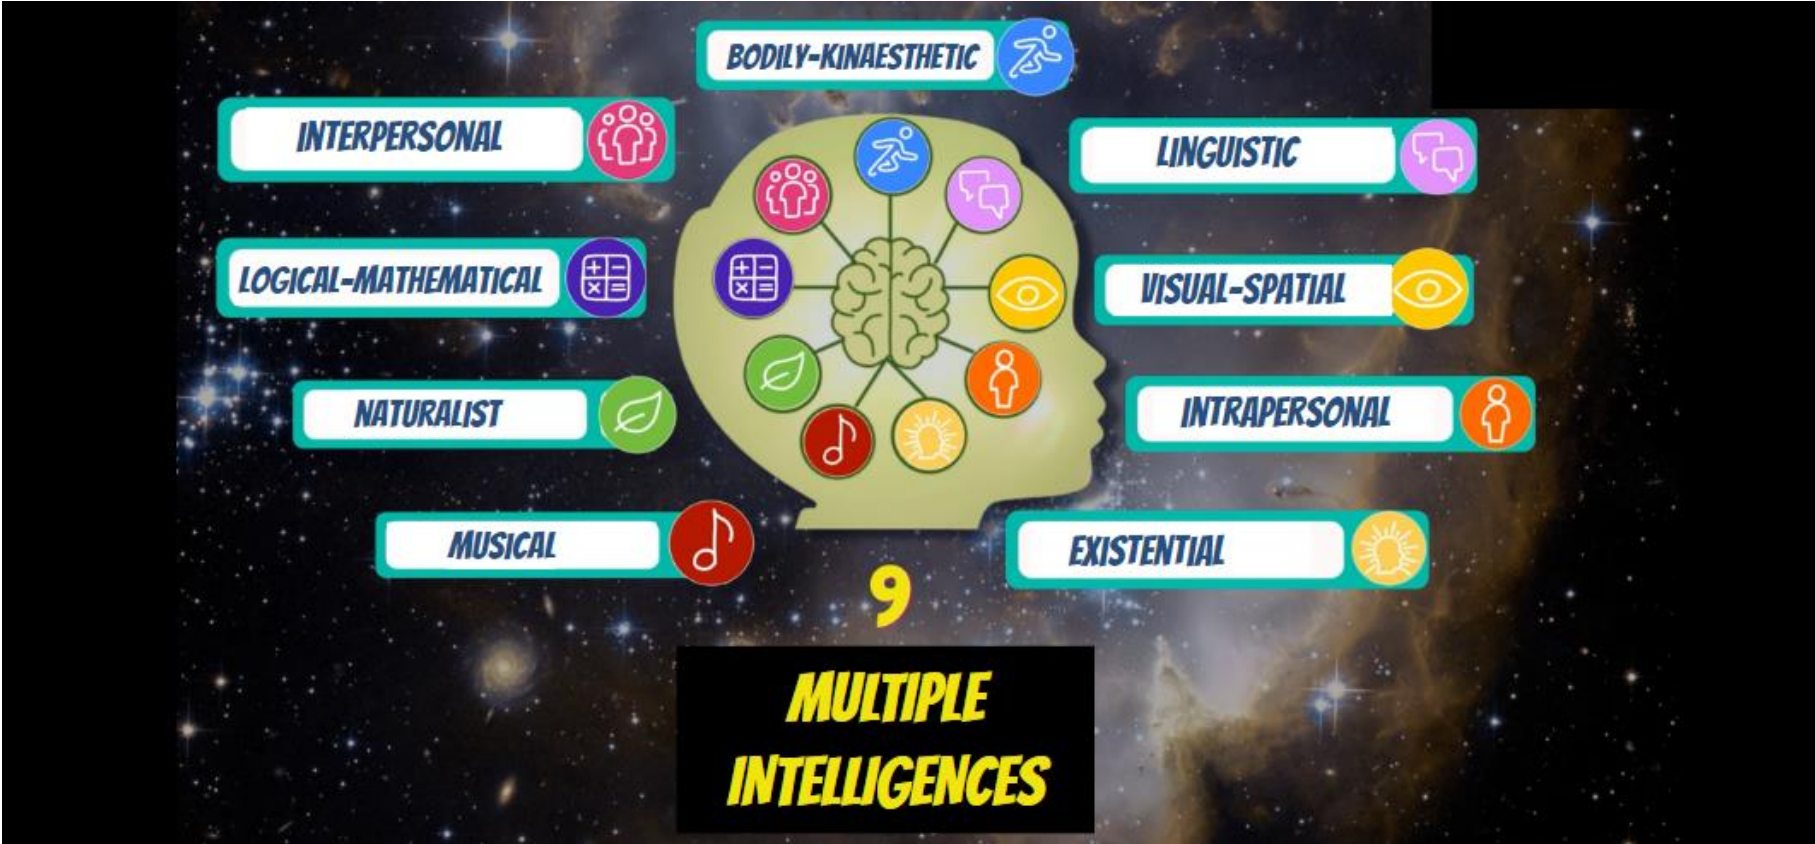 BODILY-KINAESTHETIC
INTERPERSONAL
LINGUISTIC
LOGICAL-MATHEMATICAL
VISUAL-SPATIAL
NATURALIST
INTRAPERSONAL
MUSICAL
EXISTENTIAL
9
MULTIPLE
INTELLIGENCES